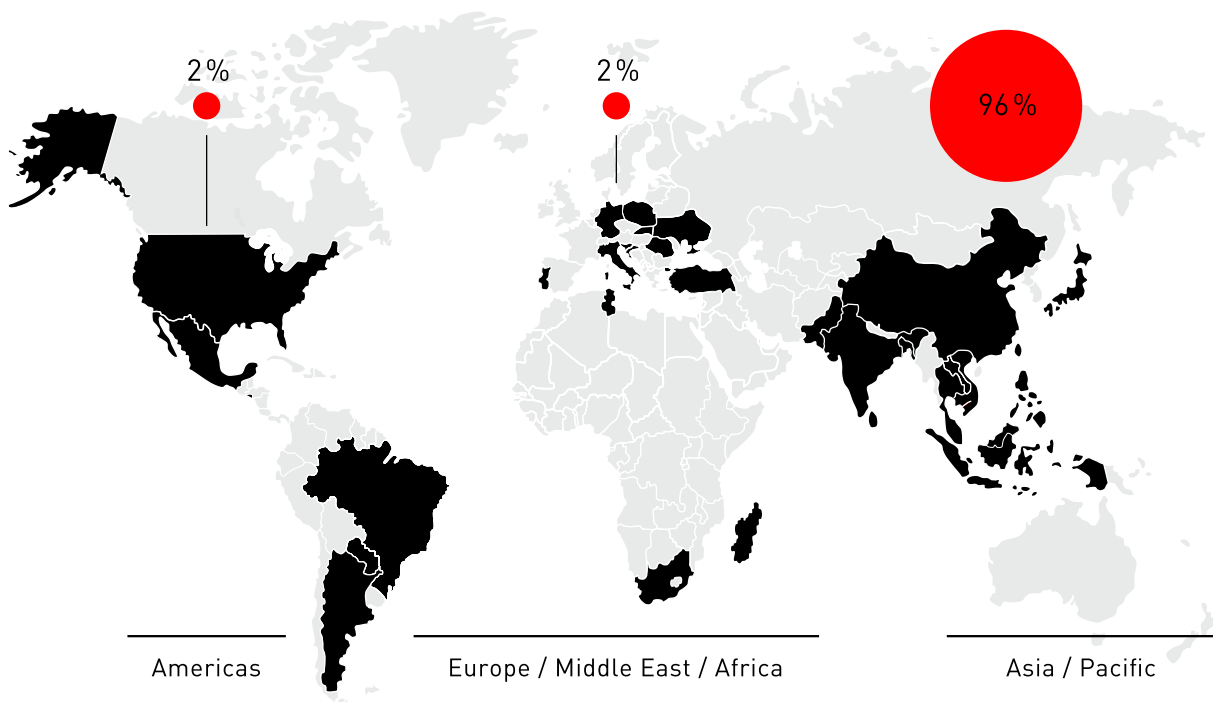 2 %
2 %
96 %
Americas
Europe / Middle East / Africa
Asia / Pacific